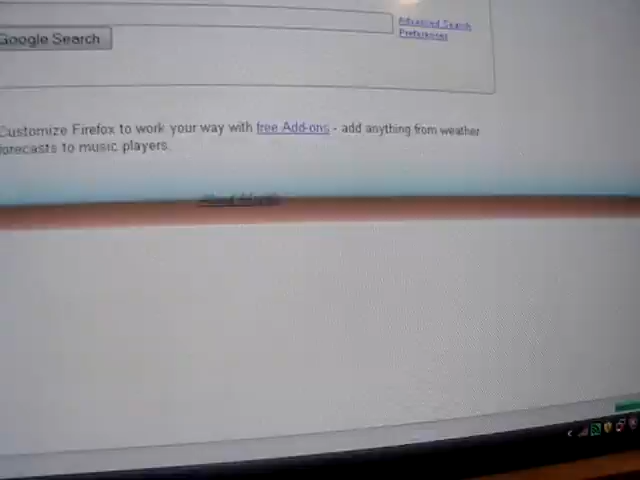 Advanced Search
Google Search
Preferences
Customize Firefox to work your way with free Add-ons - add anything from weather
forecasts to music players.